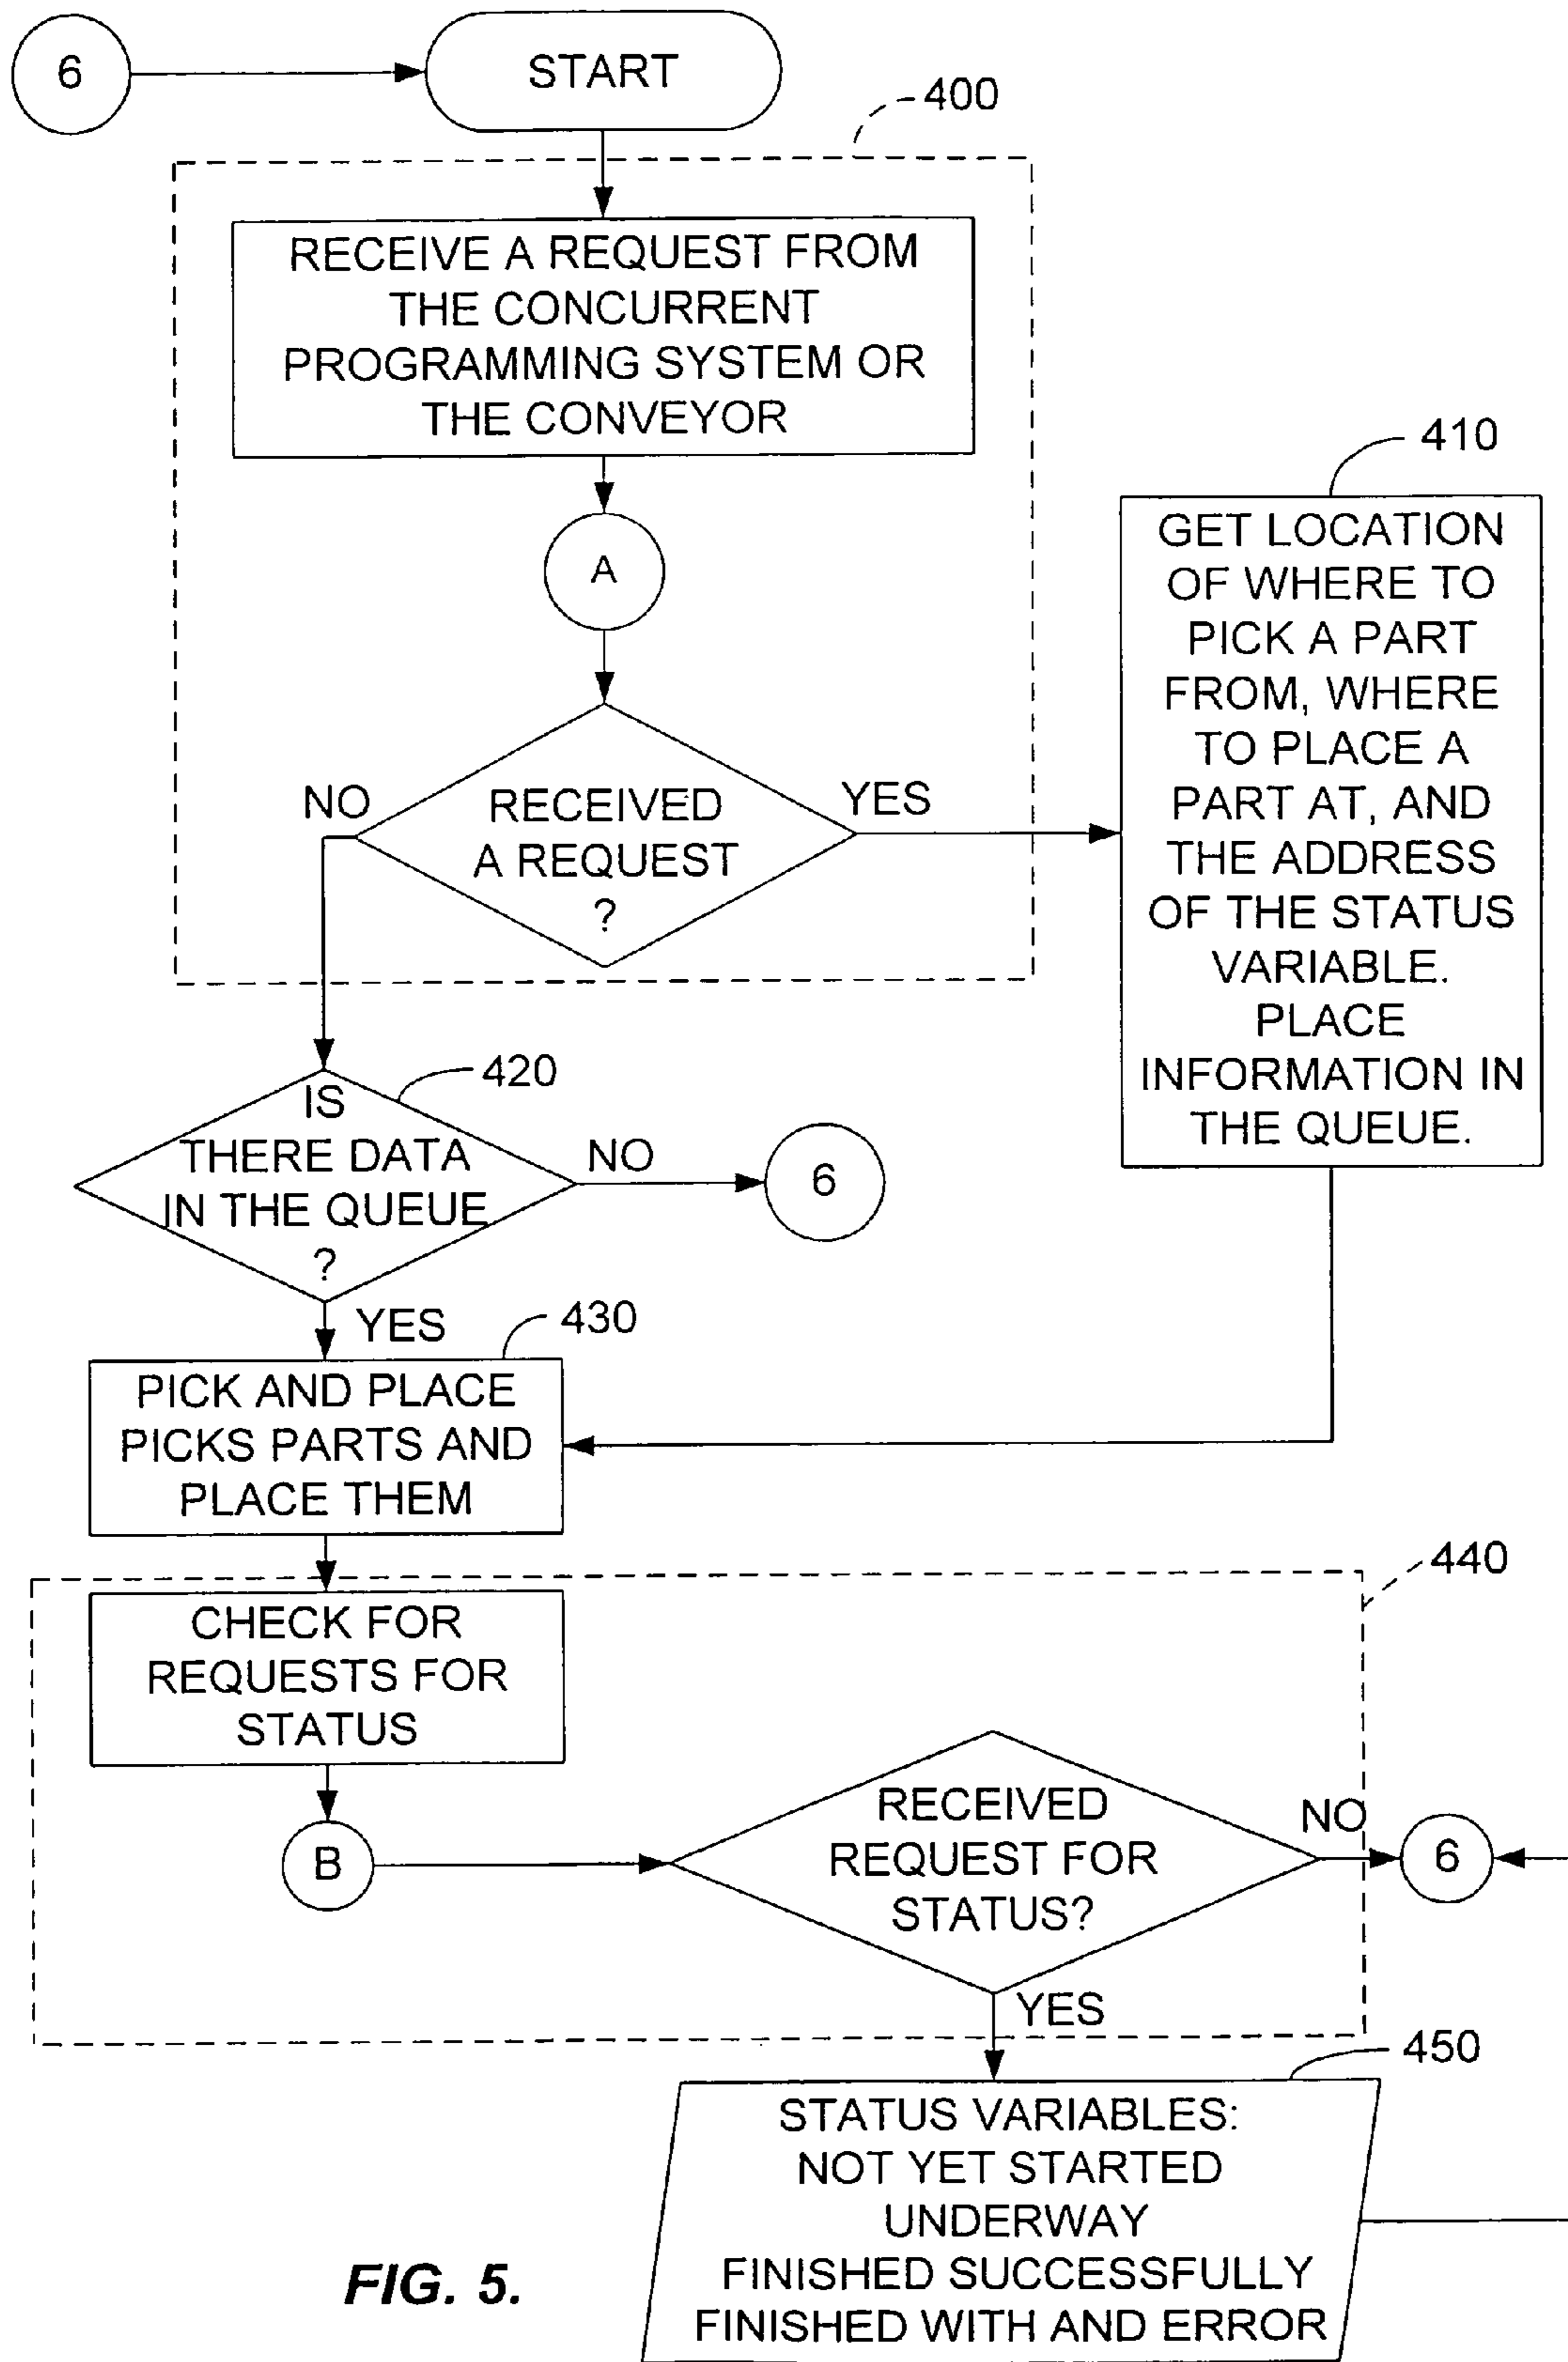 6
START
400
RECEIVE A REQUEST FROM
THE CONCURRENT
PROGRAMMING SYSTEM OR
THE CONVEYOR
A
NO
RECEIVED
A REQUEST
?
YES
410
GET LOCATION
OF WHERE TO
PICK A PART
FROM, WHERE
TO PLACE A
PART AT, AND
THE ADDRESS
OF THE STATUS
VARIABLE.
PLACE
INFORMATION IN
THE QUEUE.
420
IS
THERE DATA
IN THE QUEUE
?
NO
6
YES
430
PICK AND PLACE
PICKS PARTS AND
PLACE THEM
440
CHECK FOR
REQUESTS FOR
STATUS
B
RECEIVED
REQUEST FOR
STATUS?
NO
6
YES
450
STATUS VARIABLES:
NOT YET STARTED
UNDERWAY
FINISHED SUCCESSFULLY
FINISHED WITH AND ERROR
FIG. 5.